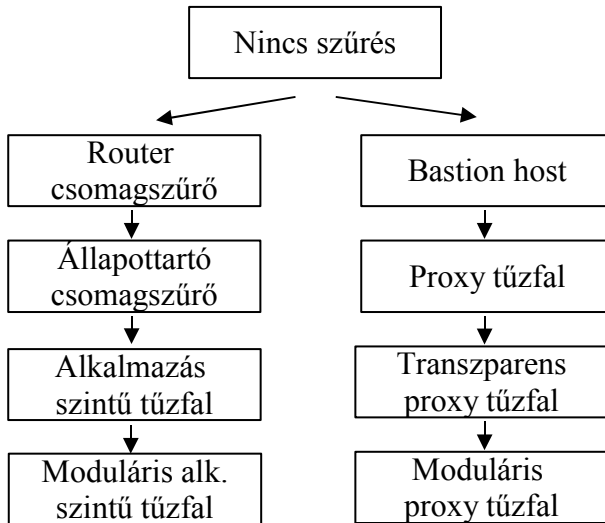 Nincs szűrés
Router
csomagszűrő
Bastion host
Állapottartó
csomagszűrő
Proxy tűzfal
Alkalmazás
szintű tűzfal
Transzparens
proxy tűzfal
Moduláris alk.
szintű tűzfal
Moduláris
proxy tűzfal